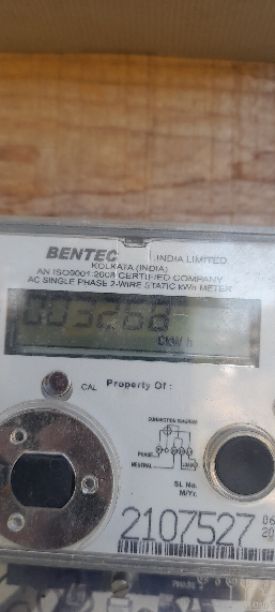 BENTEC INDIA LIMITED
KOLKATA (INDIA)
AN ISO9001:2008 CERTIFIED COMPANY
AC SINGLE PHASE 2-WIRE STATIC kWh METER
kWh
CAL Property Of :
CONNECTION DIAGRAM
PHASE
NEUTRAL
LOAD
SL No.
M/Yr.
2107527